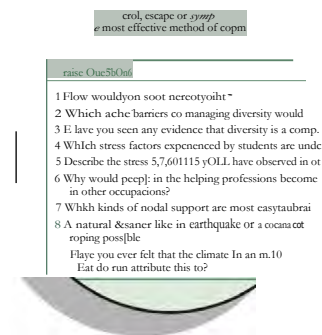 crol, escape or symp
e most effective method of copm
raise Oue5bOn6
1 Flow wouldyon soot nereotyoiht ~
2 Which ache barriers co managing diversity would
3 E lave you seen any evidence that diversity is a comp.
4 WhIch stress factors expcnenced by students are undc
5 Describe the stress 5,7,601115 yOLL have observed in ot
6 Why would peep]: in the helping professions become
in other occupations?
7 Whkh kinds of nodal support are most easytaubrai
8 A natural &saner like in earthquake or a cocana cot
roping poss[ble
Flaye you ever felt that the climate In an m.10
Eat do run attribute this to?